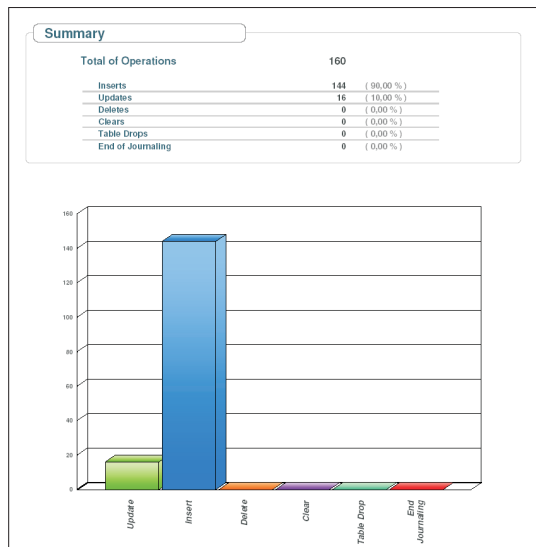 Summary
Total of Operations 160
Inserts 144 ( 90,00 % )
Updates 16 ( 10,00 % )
Deletes 0 ( 0,00 % )
Clears 0 ( 0,00 % )
Table Drops 0 ( 0,00 % )
End of Journaling 0 ( 0,00 % )
160
140
120
100
80
60
40
20
0
Update
Insert
Delete
Clear
Table Drop
End
Journaling